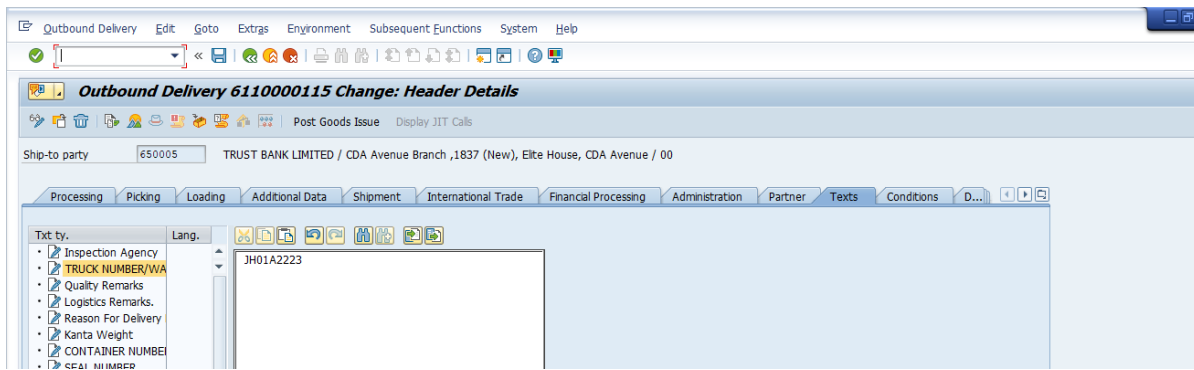 Outbound Delivery Edit Goto Extras Environment Subsequent Functions System Help
Outbound Delivery 6110000115 Change: Header Details
Post Goods Issue Display JIT Calls
Ship-to party 650005 TRUST BANK LIMITED / CDA Avenue Branch ,1837 (New), Elite House, CDA Avenue / 00
Processing Picking Loading Additional Data Shipment International Trade Financial Processing Administration Partner Texts Conditions D...
Txt ty. Lang.
Inspection Agency
JH01A2223
TRUCK NUMBER/WA
Quality Remarks
Logistics Remarks.
Reason For Delivery
Kanta Weight
CONTAINER NUMBER
SEAL NUMBER